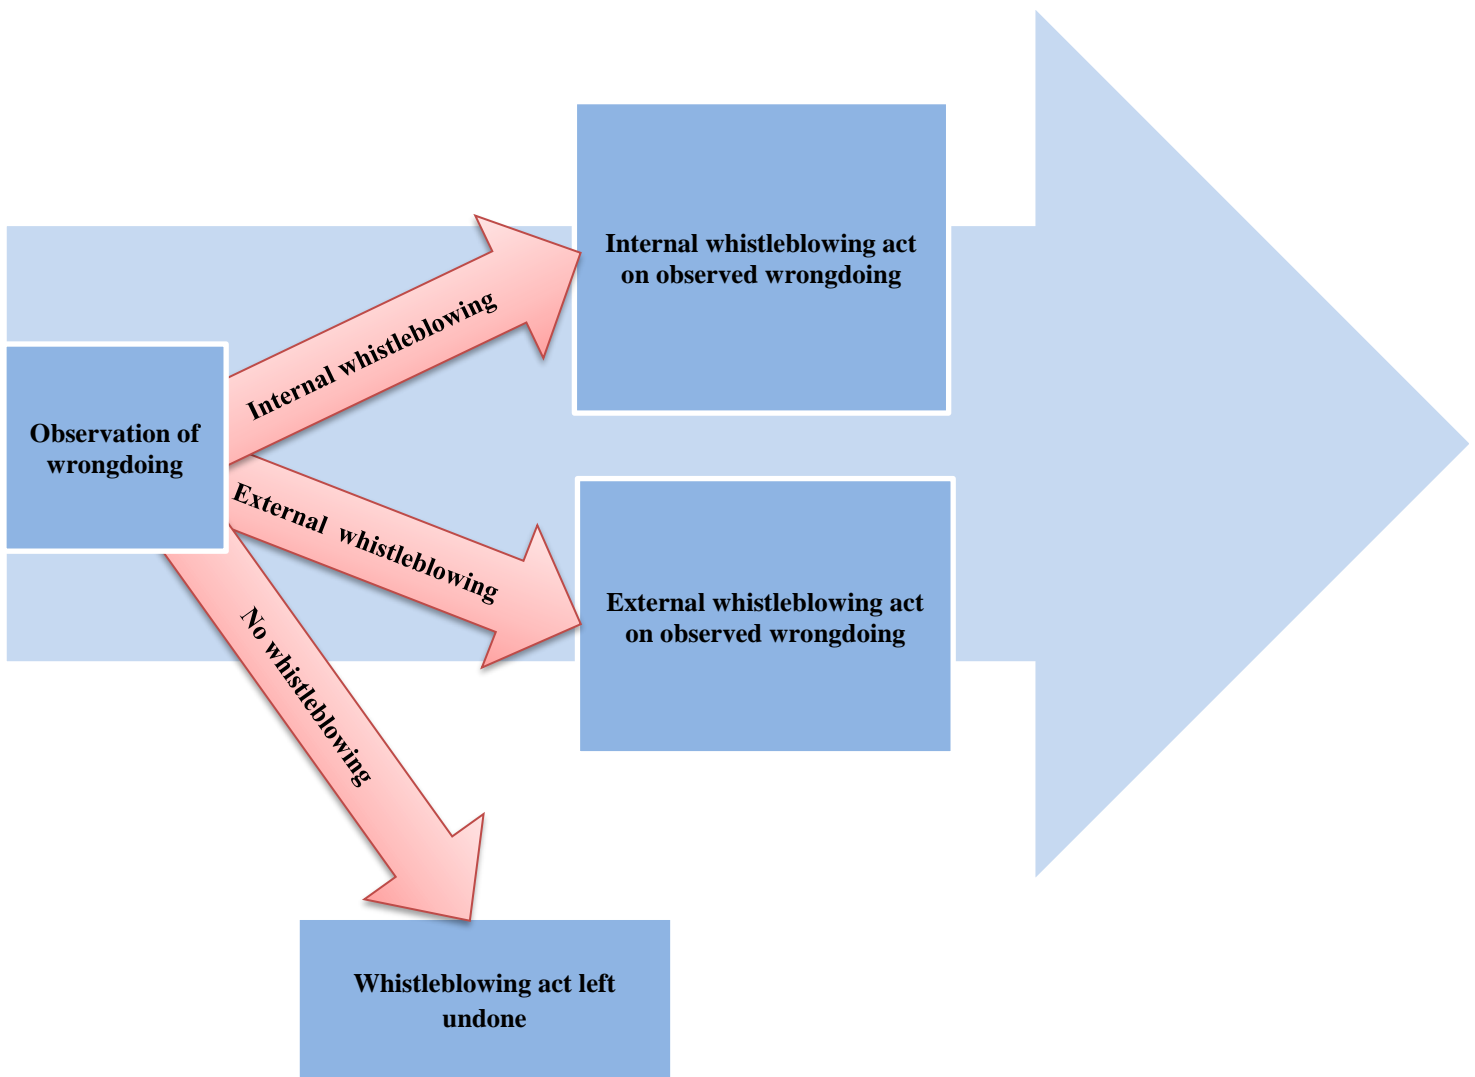 Internal whistleblowing act
on observed wrongdoing
Internal whistleblowing
Observation of
wrongdoing
External  whistleblowing
External whistleblowing act
on observed wrongdoing
No whistleblowing
Whistleblowing act left
undone